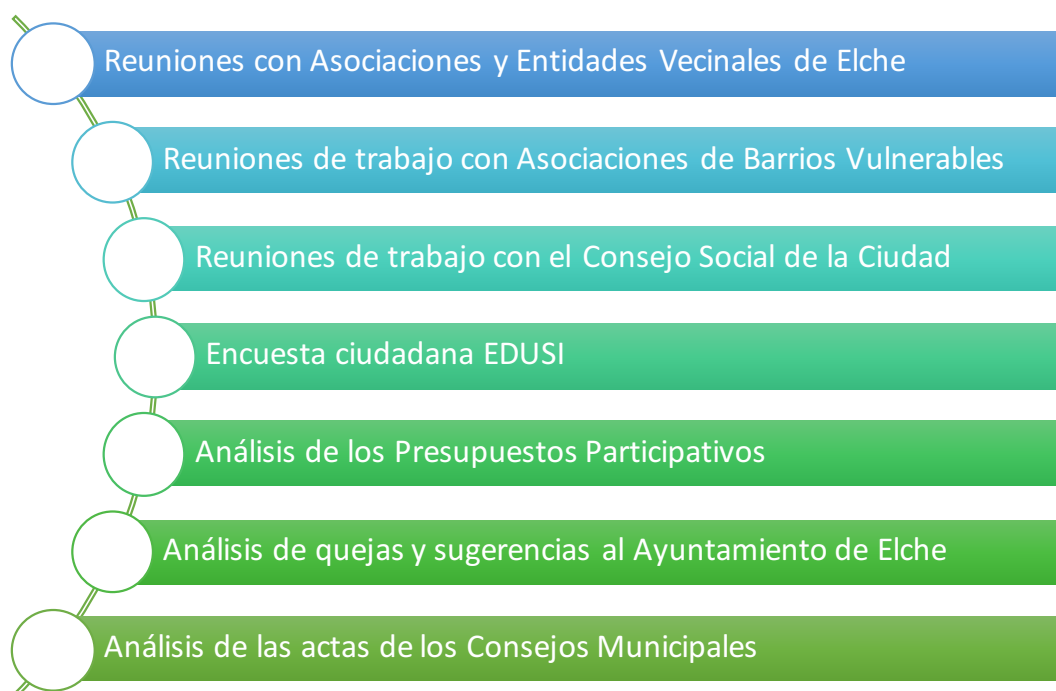 Reuniones con Asociaciones y Entidades Vecinales de Elche
Reuniones de trabajo con Asociaciones de Barrios Vulnerables
Reuniones de trabajo con el Consejo Social de la Ciudad
Encuesta ciudadana EDUSI
Análisis de los Presupuestos Participativos
Análisis de quejas y sugerencias al Ayuntamiento de Elche
Análisis de las actas de los Consejos Municipales